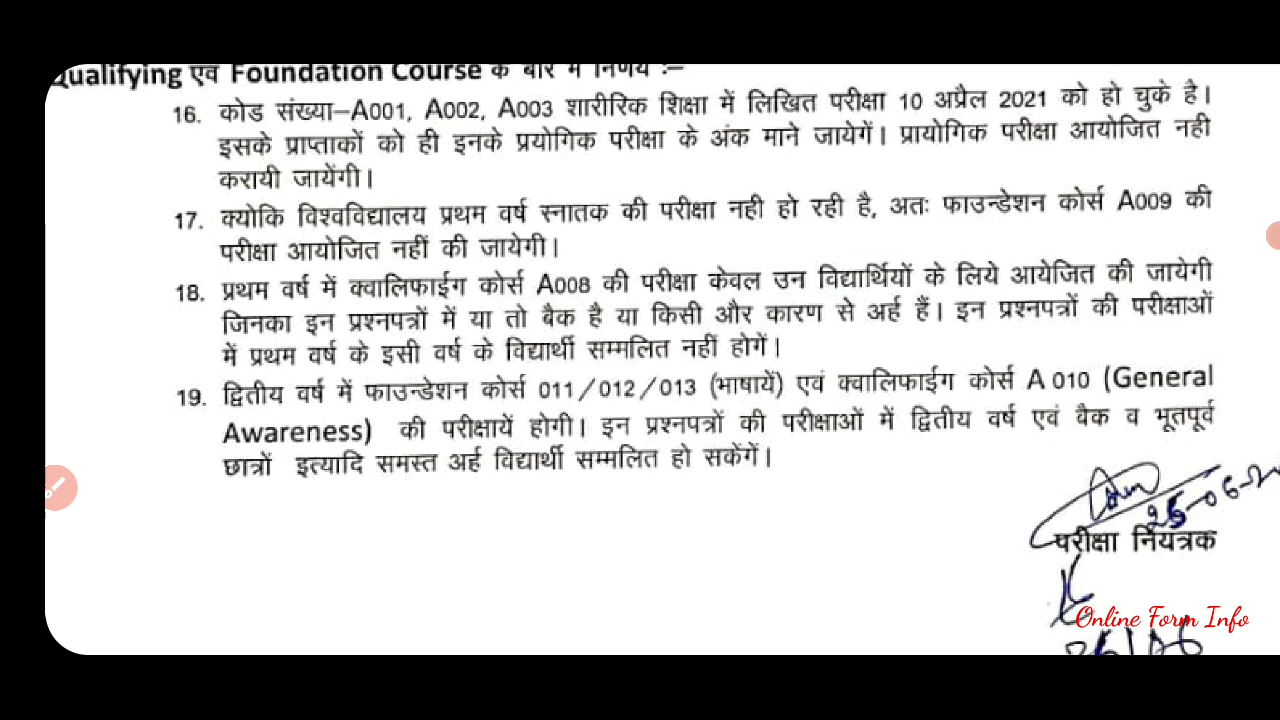 Qualifying एवं Foundation Course के बारे में निर्णय :–
16. कोड संख्या–A001, A002, A003 शारीरिक शिक्षा में लिखित परीक्षा 10 अप्रैल 2021 को हो चुके है।
इसके प्राप्ताकों को ही इनके प्रयोगिक परीक्षा के अंक माने जायेगें। प्रायोगिक परीक्षा आयोजित नही
करायी जायेंगी।
17. क्योकि विश्वविद्यालय प्रथम वर्ष स्नातक की परीक्षा नही हो रही है, अतः फाउन्डेशन कोर्स A009 की
परीक्षा आयोजित नहीं की जायेगी।
18. प्रथम वर्ष में क्वालिफाईग कोर्स A008 की परीक्षा केवल उन विद्यार्थियों के लिये आयेजित की जायेगी
जिनका इन प्रश्नपत्रों में या तो बैक है या किसी और कारण से अर्ह हैं। इन प्रश्नपत्रों की परीक्षाओं
में प्रथम वर्ष के इसी वर्ष के विद्यार्थी सम्मलित नहीं होगें।
19. द्वितीय वर्ष में फाउन्डेशन कोर्स 011/012/013 (भाषायें) एवं क्वालिफाईग कोर्स A 010 (General
Awareness) की परीक्षायें होगी। इन प्रश्नपत्रों की परीक्षाओं में द्वितीय वर्ष एवं बैक व भूतपूर्व
छात्रों इत्यादि समस्त अर्ह विद्यार्थी सम्मलित हो सकेंगें।
परीक्षा नियत्रक
Online Form Info